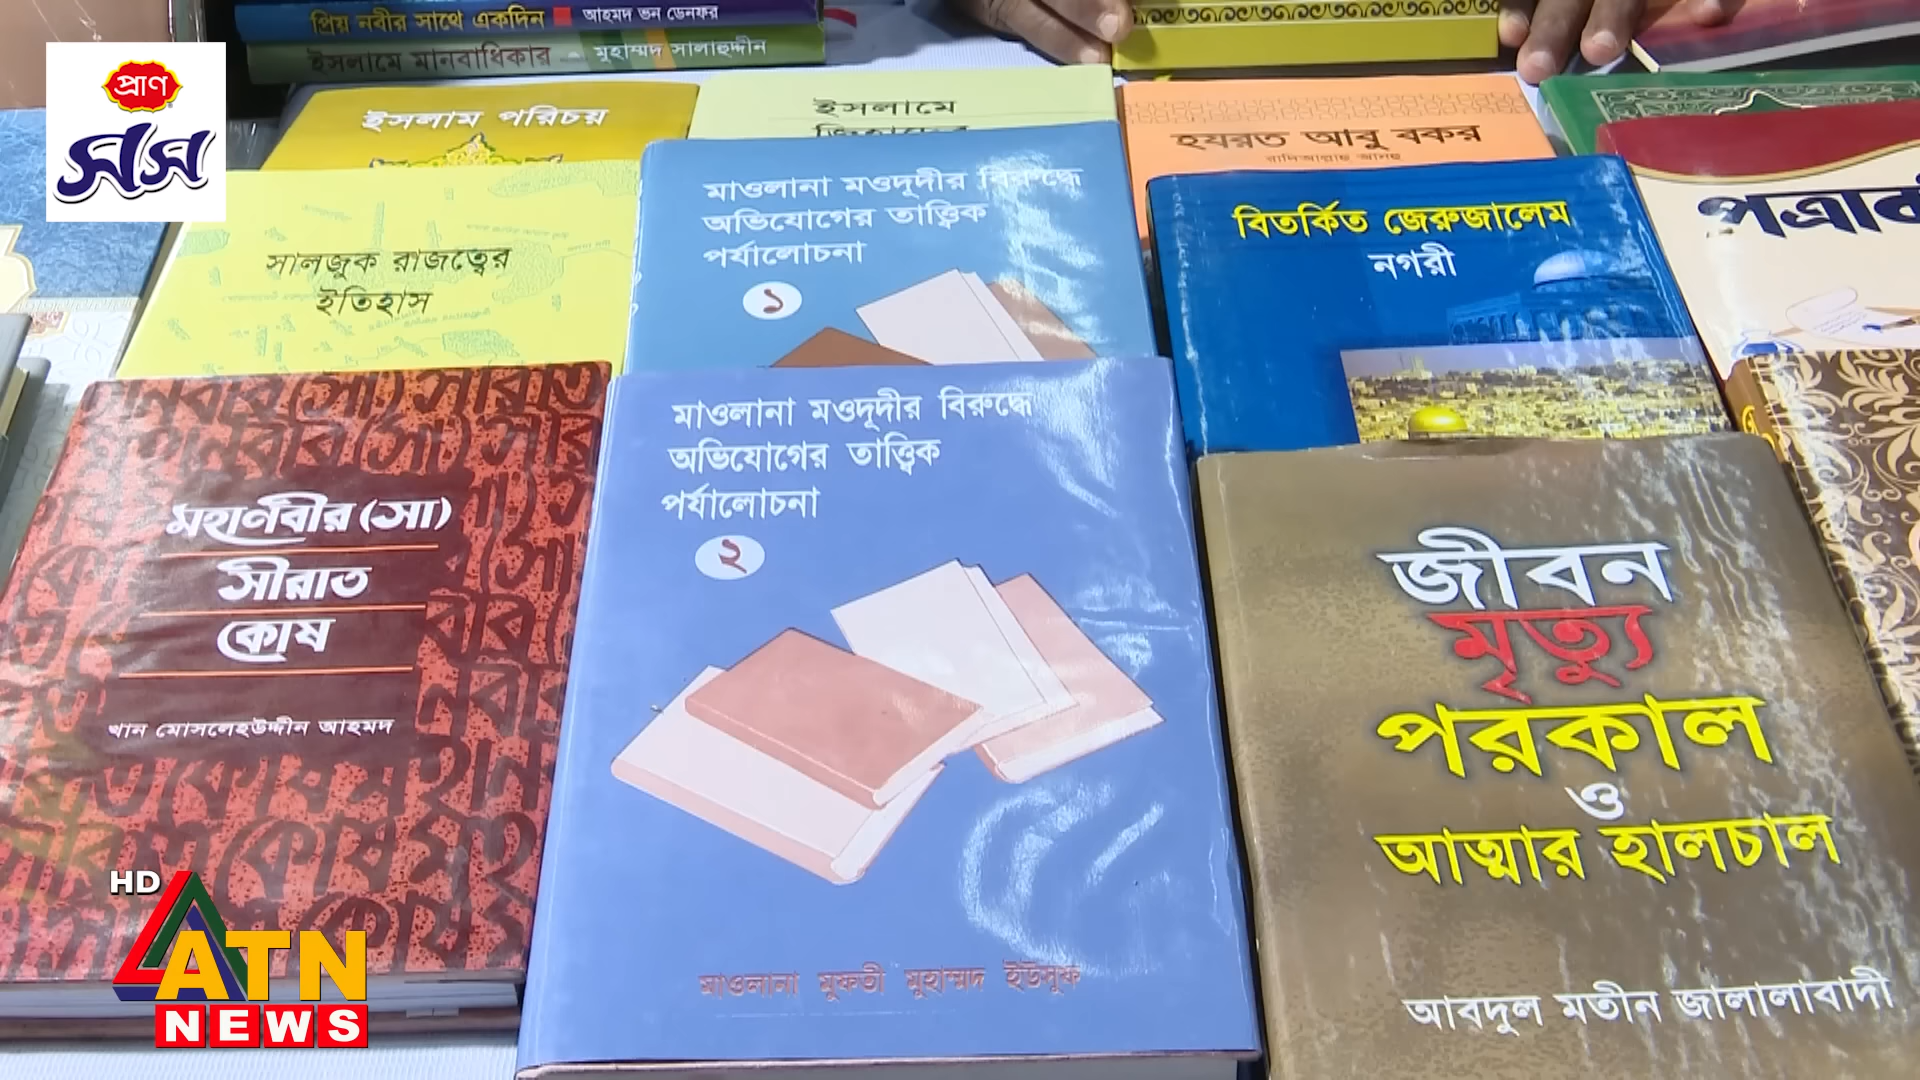 প্রিয় নবীর সাথে একদিন আহমদ ভন ডেনফর
ইসলামে মানবাধিকার মুহাম্মদ সালাহুদ্দীন
প্রাণ
সস
ইসলাম পরিচয়
ইসলামে
হযরত আবু বকর
রাদিআল্লাহু আনহু
সালজুক রাজত্বের
ইতিহাস
মাওলানা মওদূদীর বিরুদ্ধে
অভিযোগের তাত্ত্বিক
পর্যালোচনা
১
বিতর্কিত জেরুজালেম
নগরী
মহানবীর (সা)
সীরাত
কোষ
খান মোসলেহউদ্দীন আহমদ
মাওলানা মওদূদীর বিরুদ্ধে
অভিযোগের তাত্ত্বিক
পর্যালোচনা
২
মাওলানা মুফতী মুহাম্মদ ইউসুফ
জীবন
মৃত্যু
পরকাল
ও
আত্মার হালচাল
আবদুল মতীন জালালাবাদী
HD
ATN
NEWS